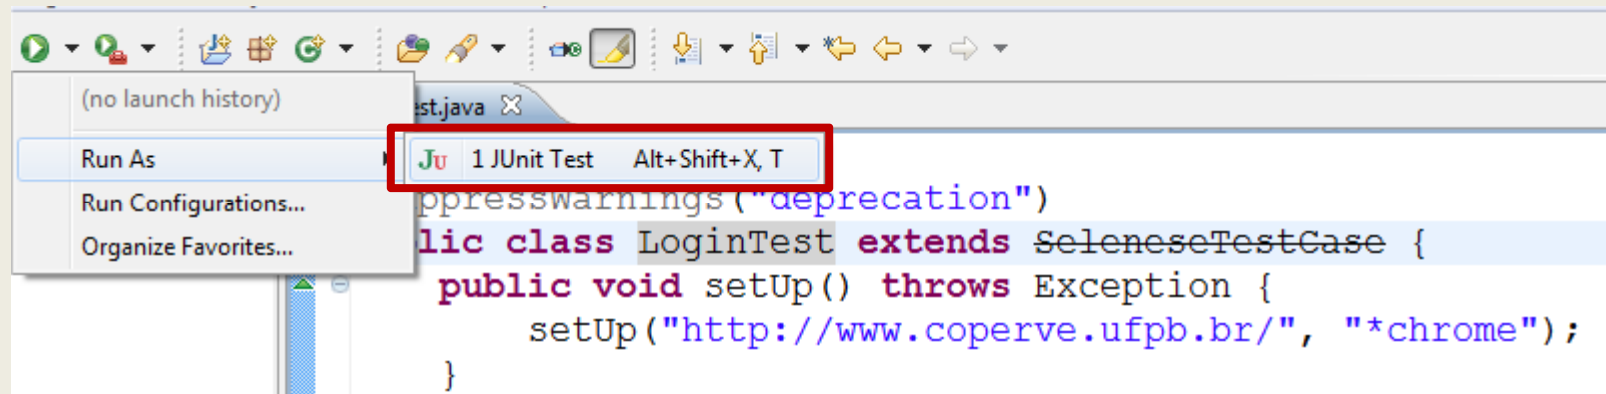 (no launch history)
est.java
Run As
Ju 1 JUnit Test Alt+Shift+X, T
Run Configurations...
ppressWarnings("deprecation")
Organize Favorites...
lic class LoginTest extends SeleneseTestCase {
public void setUp() throws Exception {
setUp("http://www.coperve.ufpb.br/", "*chrome");
}